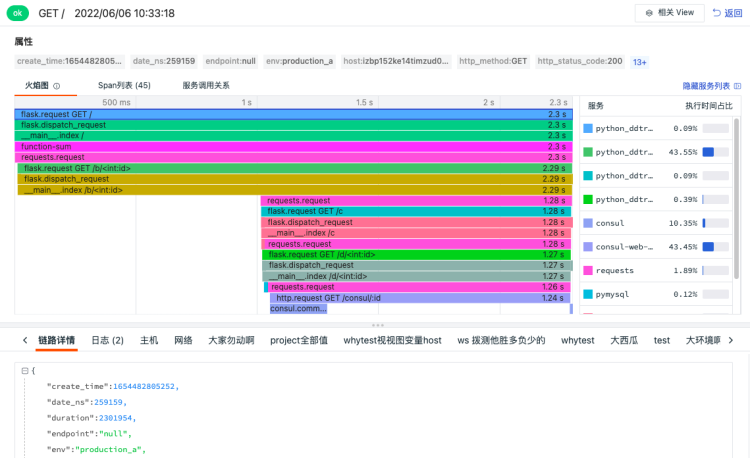 ok GET / 2022/06/06 10:33:18 相关 View 返回
属性
create_time:1654482805... date_ns:259159 endpoint:null env:production_a host:izbp152ke14timzud0... http_method:GET http_status_code:200 13+
火焰图 Span列表 (45) 服务调用关系 隐藏服务列表
500 ms 1 s 1.5 s 2 s 2.3 s
服务 执行时间占比
flask.request GET / 2.3 s
flask.dispatch_request 2.3 s
__main__.index / 2.3 s
function-sum 2.3 s
requests.request 2.3 s
flask.request GET /b/<int:id> 2.29 s
flask.dispatch_request 2.29 s
__main__.index /b/<int:id> 2.29 s
requests.request 1.28 s
flask.request GET /c 1.28 s
flask.dispatch_request 1.28 s
__main__.index /c 1.28 s
requests.request 1.28 s
flask.request GET /d/<int:id> 1.27 s
flask.dispatch_request 1.27 s
__main__.index /d/<int:id> 1.27 s
requests.request 1.26 s
http.request GET /consul/:id 1.24 s
consul.comm...
python_ddtr... 0.09%
python_ddtr... 43.55%
python_ddtr... 0.09%
python_ddtr... 0.39%
consul 10.35%
consul-web-... 43.45%
requests 1.89%
pymysql 0.12%
链路详情 日志 (2) 主机 网络 大家勿动啊 project全部值 whytest视视图变量host ws 拨测他胜多负少的 whytest 大西瓜 test 大环境啊
{
"create_time":1654482805252,
"date_ns":259159,
"duration":2301954,
"endpoint":"null",
"env":"production_a",